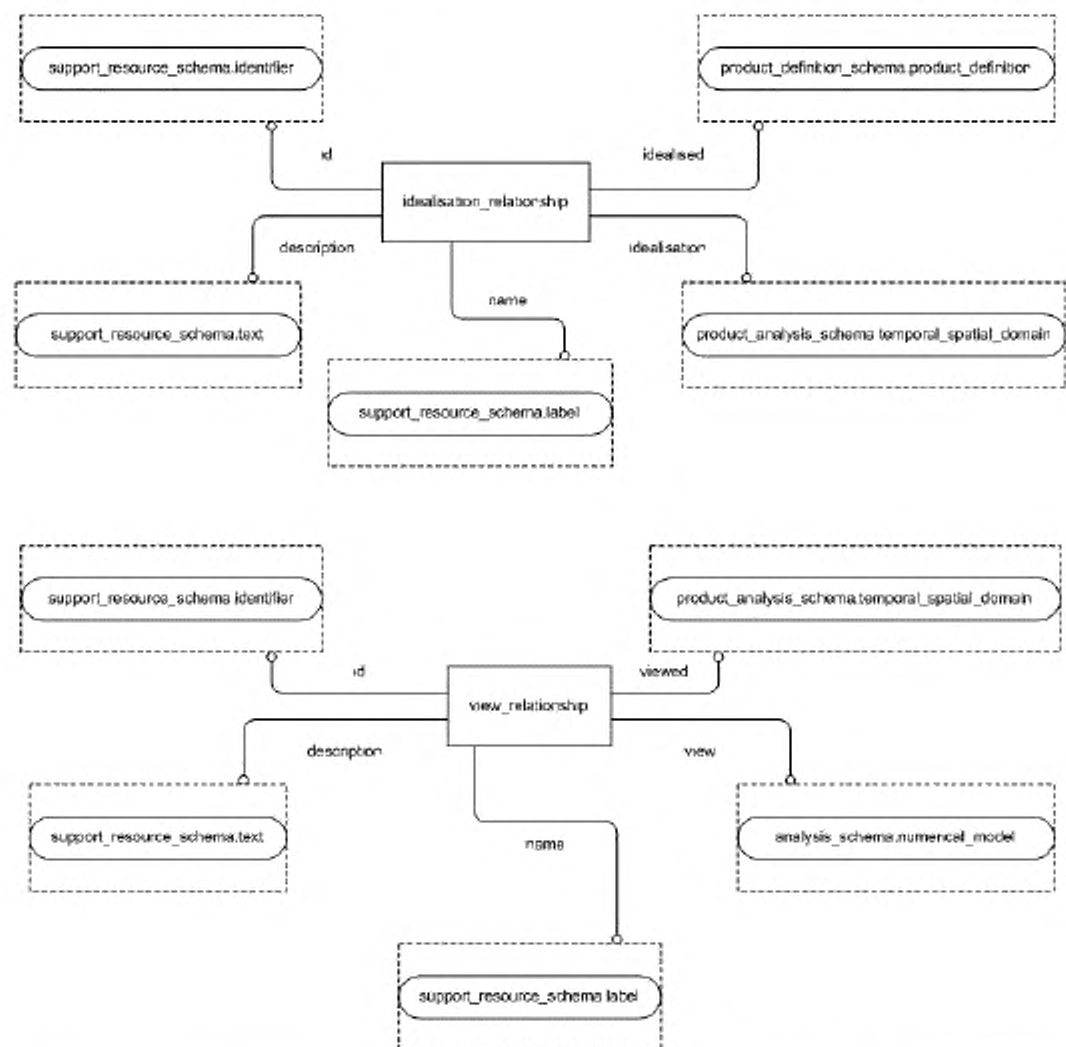 support_resource_schema.identifier
product_definition_schema.product_definition
id
idealised
idealisation_relationship
description
idealisation
name
support_resource_schema.text
product_analysis_schema.temporal_spatial_domain
support_resource_schema.label
support_resource_schema.identifier
product_analysis_schema.temporal_spatial_domain
id
viewed
view_relationship
description
view
support_resource_schema.text
analysis_schema.numerical_model
name
support_resource_schema.label